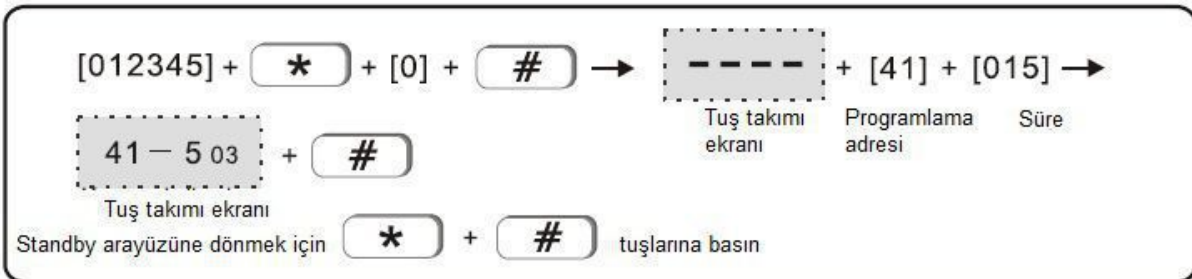 [012345] + * + [0] + # → ---- + [41] + [015] →
Tuş takımı ekranı Programlama adresi Süre
41 – 5 03 + #
Tuş takımı ekranı
Standby arayüzüne dönmek için * + # tuşlarına basın